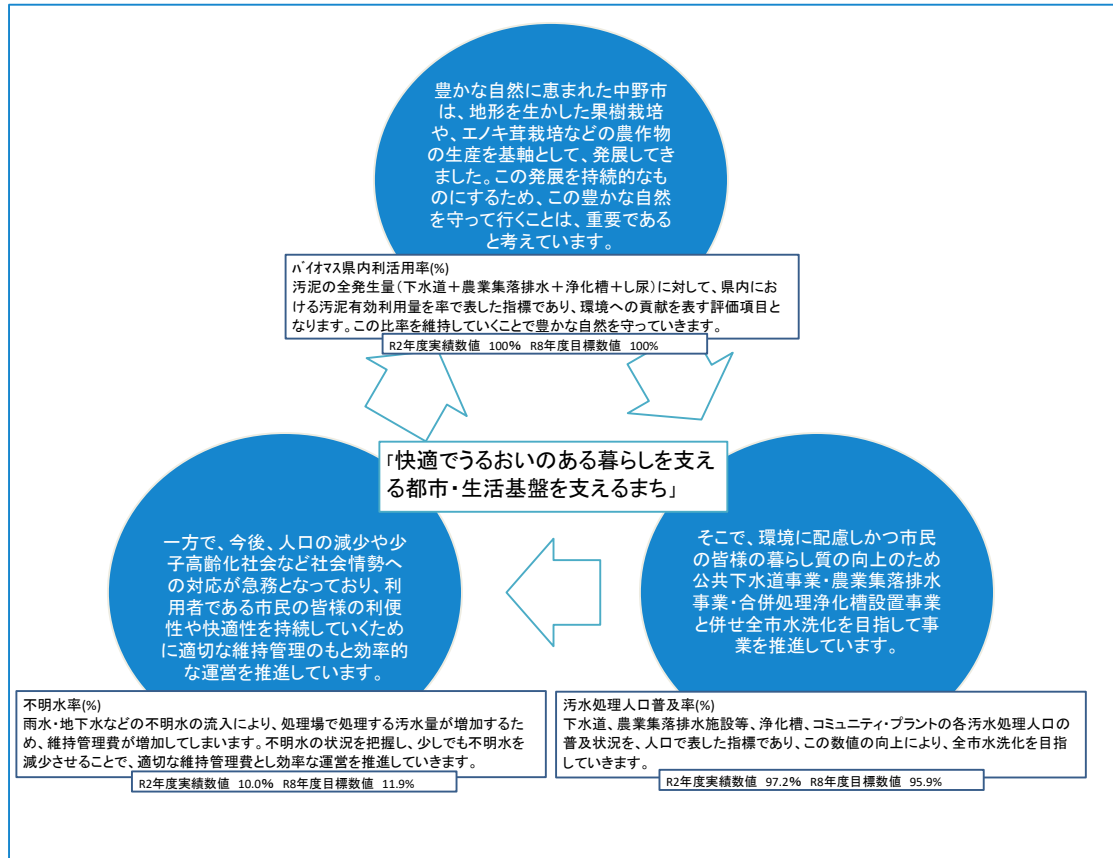 豊かな自然に恵まれた中野市
は、地形を生かした果樹栽培
や、エノキ茸栽培などの農作物
の生産を基軸として、発展してき
ました。この発展を持続的なも
のにするため、この豊かな自然
を守って行くことは、重要である
と考えています。
バイオマス県内利活用率(%)
汚泥の全発生量(下水道＋農業集落排水＋浄化槽＋し尿)に対して、県内にお
ける汚泥有効利用量を率で表した指標であり、環境への貢献を表す評価項目と
なります。この比率を維持していくことで豊かな自然を守っていきます。
R2年度実績数値 100% R8年度目標数値 100%
「快適でうるおいのある暮らしを支え
る都市・生活基盤を支えるまち」
そこで、環境に配慮しかつ市民
の皆様の暮らし質の向上のため
公共下水道事業・農業集落排水
事業・合併処理浄化槽設置事業
と併せ全市水洗化を目指して事
業を推進しています。
汚水処理人口普及率(%)
下水道、農業集落排水施設等、浄化槽、コミュニティ・プラントの各汚水処理人口の
普及状況を、人口で表した指標であり、この数値の向上により、全市水洗化を目指
していきます。
R2年度実績数値 97.2% R8年度目標数値 95.9%
一方で、今後、人口の減少や少
子高齢化社会など社会情勢へ
の対応が急務となっており、利
用者である市民の皆様の利便
性や快適性を持続していくため
に適切な維持管理のもと効率的
な運営を推進しています。
不明水率(%)
雨水・地下水などの不明水の流入により、処理場で処理する汚水量が増加するた
め、維持管理費が増加してしまいます。不明水の状況を把握し、少しでも不明水を
減少させることで、適切な維持管理費とし効率な運営を推進していきます。
R2年度実績数値 10.0% R8年度目標数値 11.9%